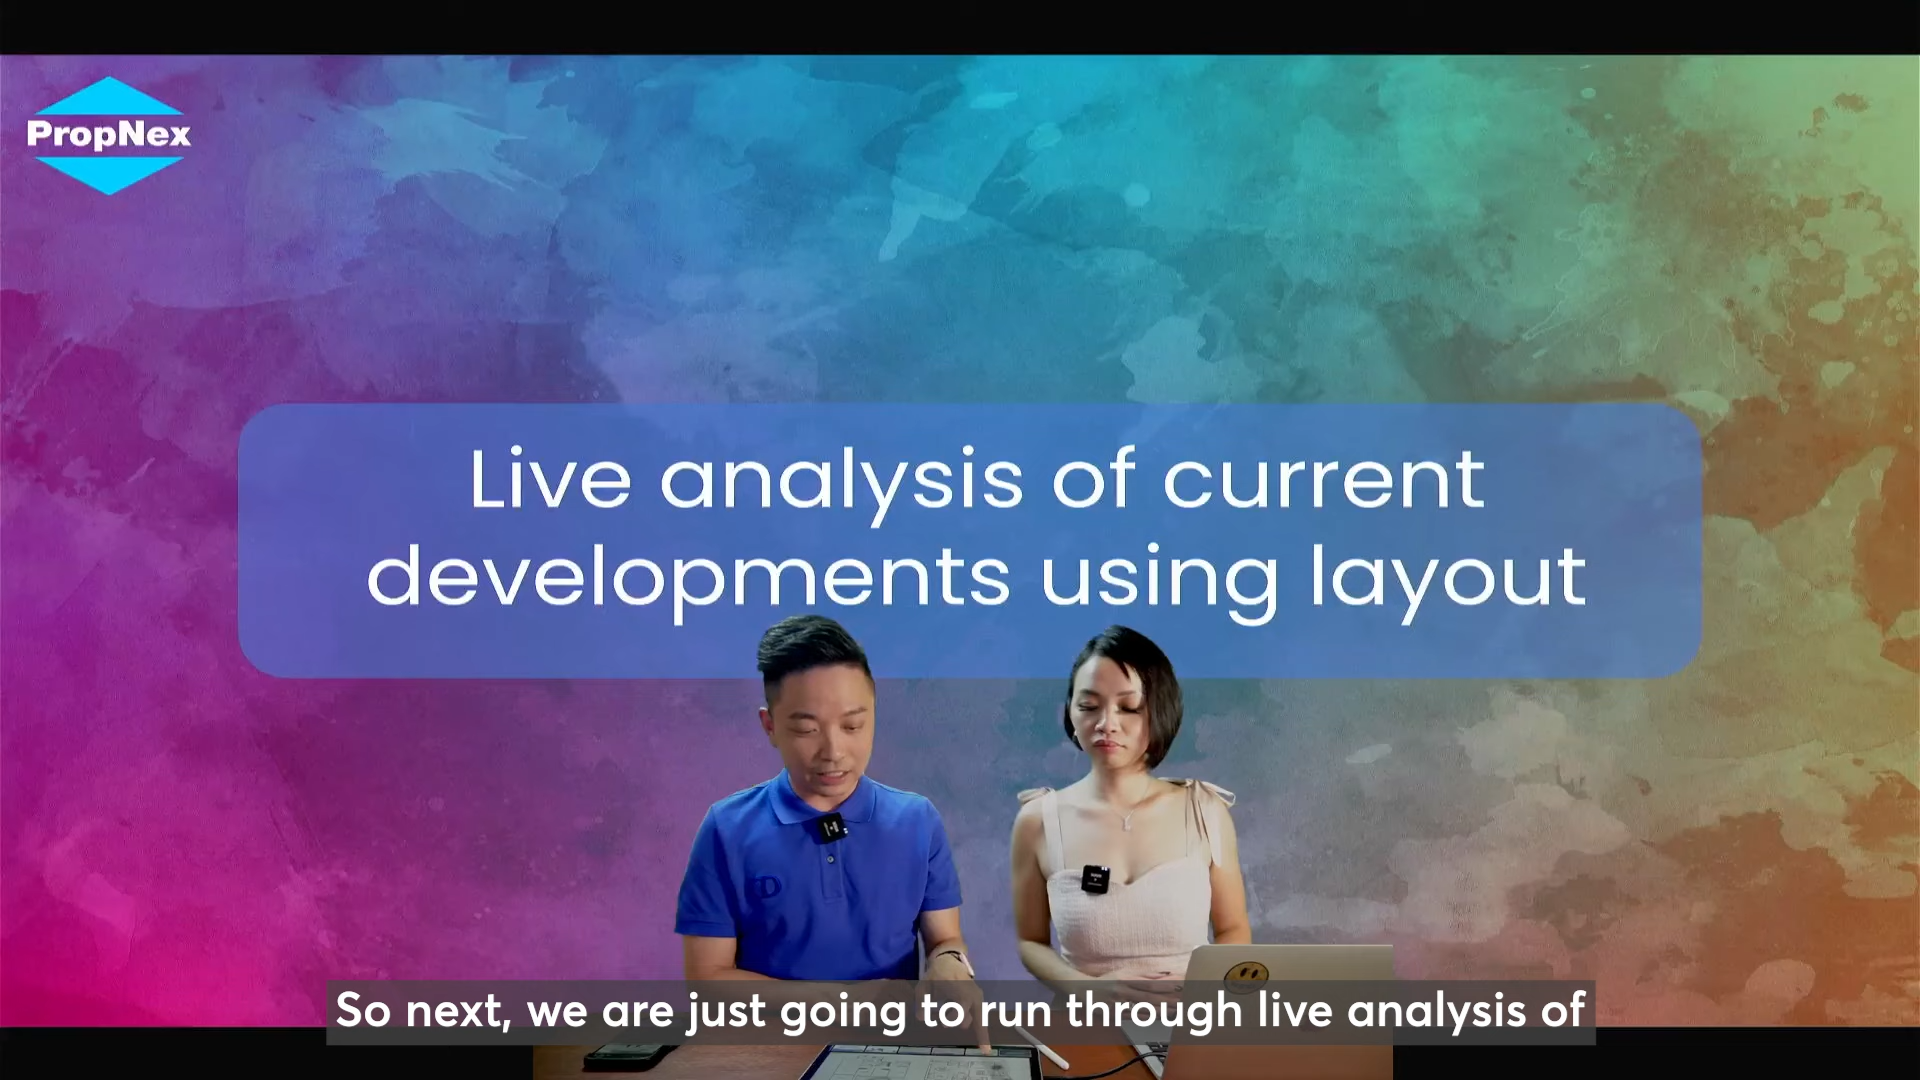 PropNex
Live analysis of current
developments using layout
So next, we are just going to run through live analysis of